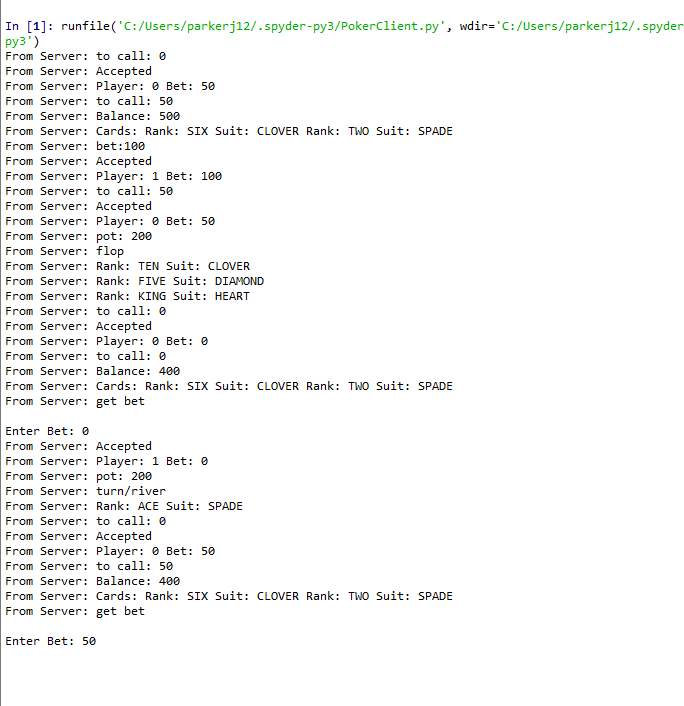 In [1]: runfile('C:/Users/parkerj12/.spyder-py3/PokerClient.py', wdir='C:/Users/parkerj12/.spyder
py3')
From Server: to call: 0
From Server: Accepted
From Server: Player: 0 Bet: 50
From Server: to call: 50
From Server: Balance: 500
From Server: Cards: Rank: SIX Suit: CLOVER Rank: TWO Suit: SPADE
From Server: bet:100
From Server: Accepted
From Server: Player: 1 Bet: 100
From Server: to call: 50
From Server: Accepted
From Server: Player: 0 Bet: 50
From Server: pot: 200
From Server: flop
From Server: Rank: TEN Suit: CLOVER
From Server: Rank: FIVE Suit: DIAMOND
From Server: Rank: KING Suit: HEART
From Server: to call: 0
From Server: Accepted
From Server: Player: 0 Bet: 0
From Server: to call: 0
From Server: Balance: 400
From Server: Cards: Rank: SIX Suit: CLOVER Rank: TWO Suit: SPADE
From Server: get bet
Enter Bet: 0
From Server: Accepted
From Server: Player: 1 Bet: 0
From Server: pot: 200
From Server: turn/river
From Server: Rank: ACE Suit: SPADE
From Server: to call: 0
From Server: Accepted
From Server: Player: 0 Bet: 50
From Server: to call: 50
From Server: Balance: 400
From Server: Cards: Rank: SIX Suit: CLOVER Rank: TWO Suit: SPADE
From Server: get bet
Enter Bet: 50